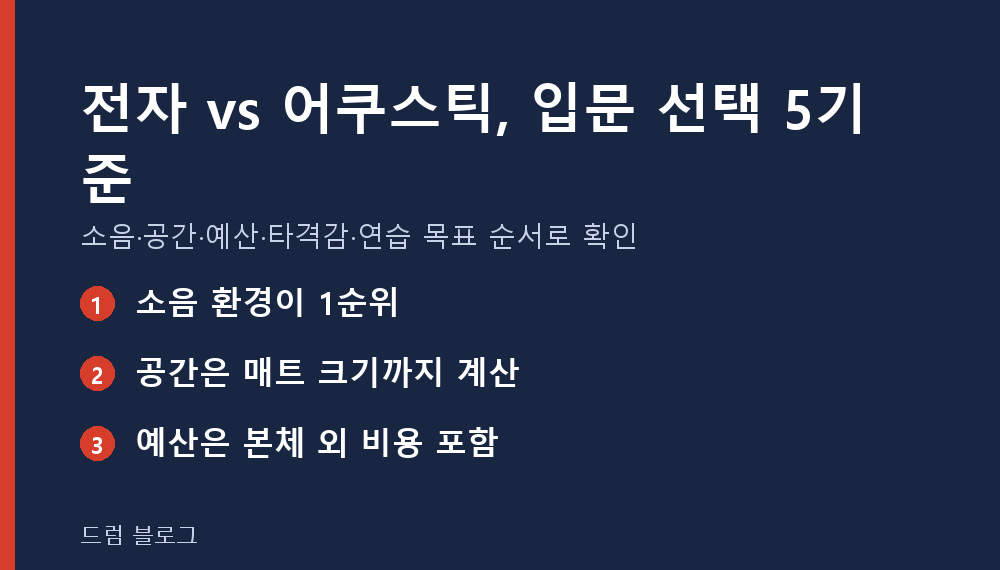 전자 vs 어쿠스틱, 입문 선택 5기
준
소음·공간·예산·타격감·연습 목표 순서로 확인
1 소음 환경이 1순위
2 공간은 매트 크기까지 계산
3 예산은 본체 외 비용 포함
드럼 블로그